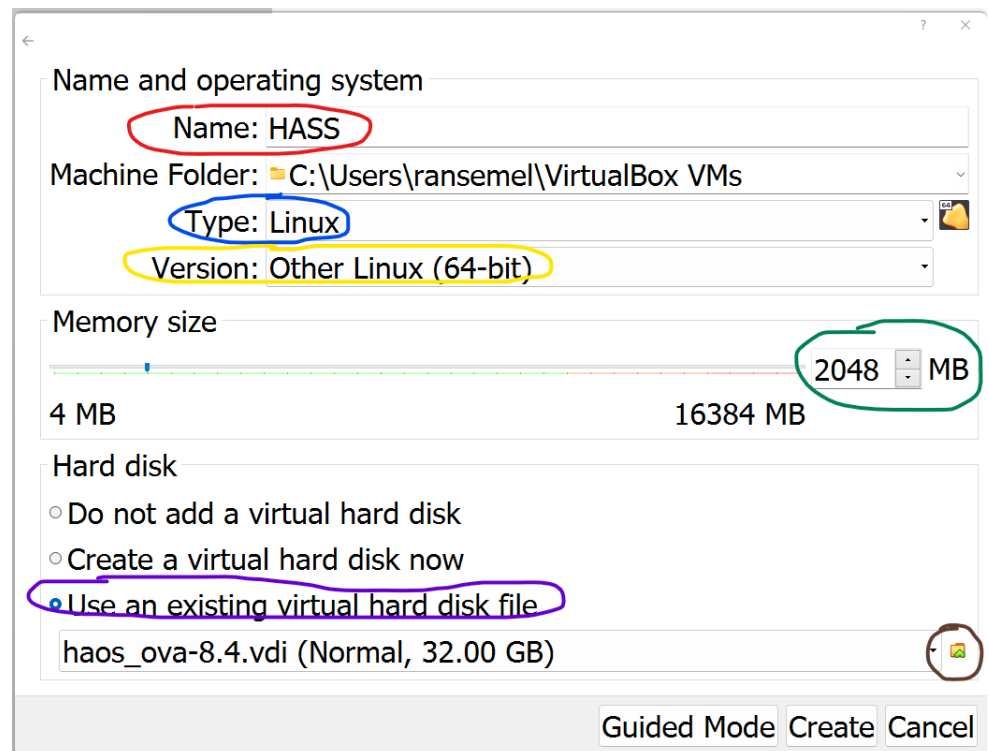 ?
Name and operating system
Name: HASS
Machine Folder: C:\Users\ransemel\VirtualBox VMs
Type: Linux
64
Version: Other Linux (64-bit)
Memory size
2048 MB
4 MB 16384 MB
Hard disk
Do not add a virtual hard disk
Create a virtual hard disk now
Use an existing virtual hard disk file
haos_ova-8.4.vdi (Normal, 32.00 GB)
Guided Mode Create Cancel